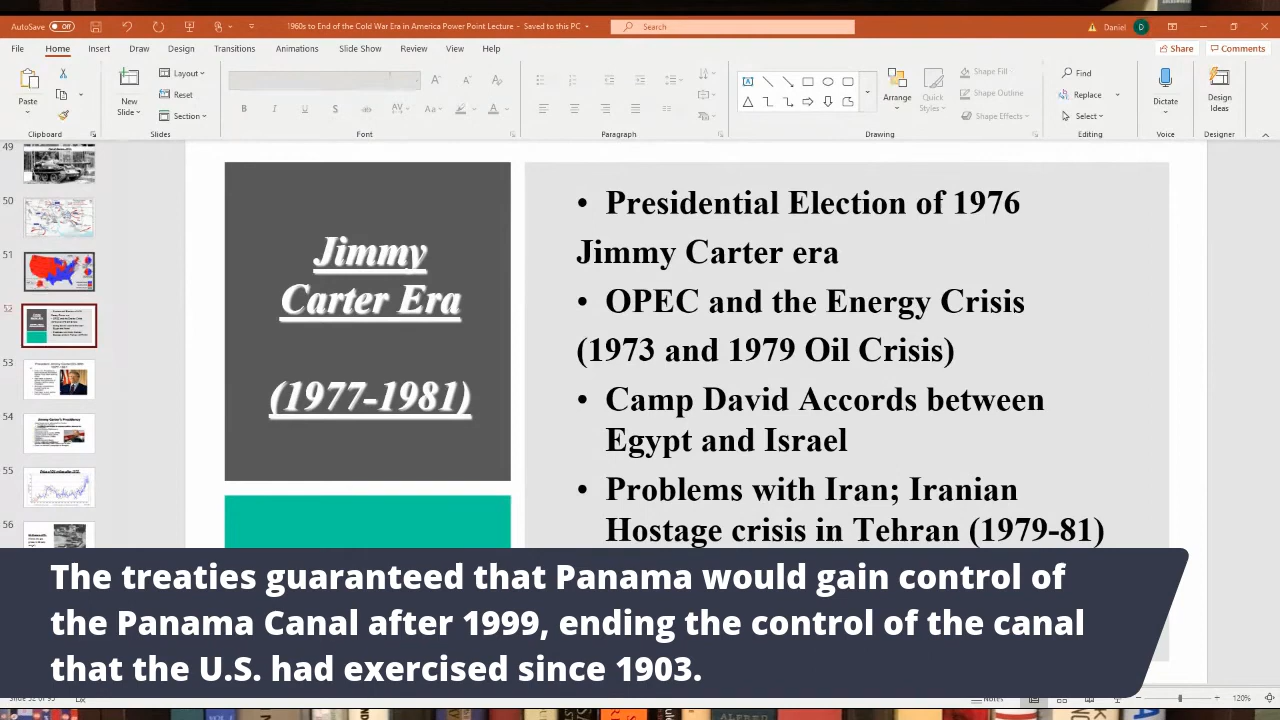 AutoSave Off
1960s to End of the Cold War Era in America Power Point Lecture - Saved to this PC
Search
Daniel D
File Home Insert Draw Design Transitions Animations Slide Show Review View Help
Share Comments
Paste
Clipboard
New Slide
Layout
Reset
Section
Slides
Font
Paragraph
Arrange
Quick Styles
Shape Fill
Shape Outline
Shape Effects
Drawing
Find
Replace
Select
Editing
Dictate
Voice
Design Ideas
Designer
49
50
51
52
53
54
55
56
Jimmy
Carter Era
(1977-1981)
• Presidential Election of 1976
Jimmy Carter era
• OPEC and the Energy Crisis
(1973 and 1979 Oil Crisis)
• Camp David Accords between
Egypt and Israel
• Problems with Iran; Iranian
Hostage crisis in Tehran (1979-81)
The treaties guaranteed that Panama would gain control of
the Panama Canal after 1999, ending the control of the canal
that the U.S. had exercised since 1903.
120%